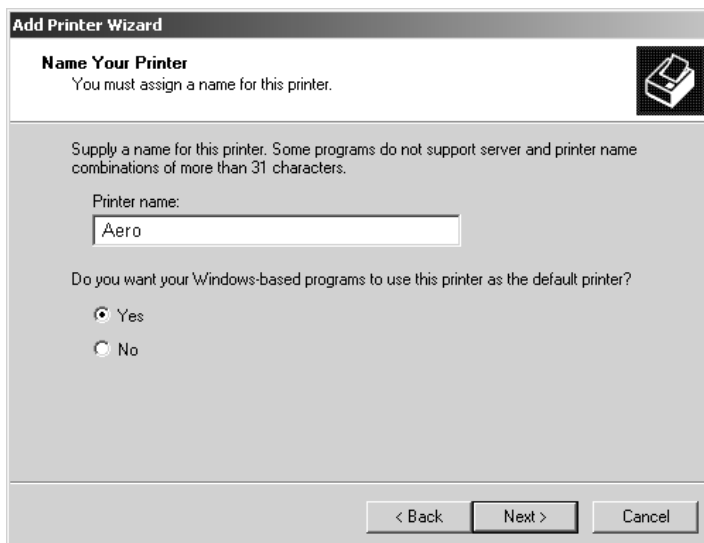 Add Printer Wizard
Name Your Printer
You must assign a name for this printer.
Supply a name for this printer. Some programs do not support server and printer name
combinations of more than 31 characters.
Printer name:
Aero
Do you want your Windows-based programs to use this printer as the default printer?
Yes
No
< Back
Next >
Cancel